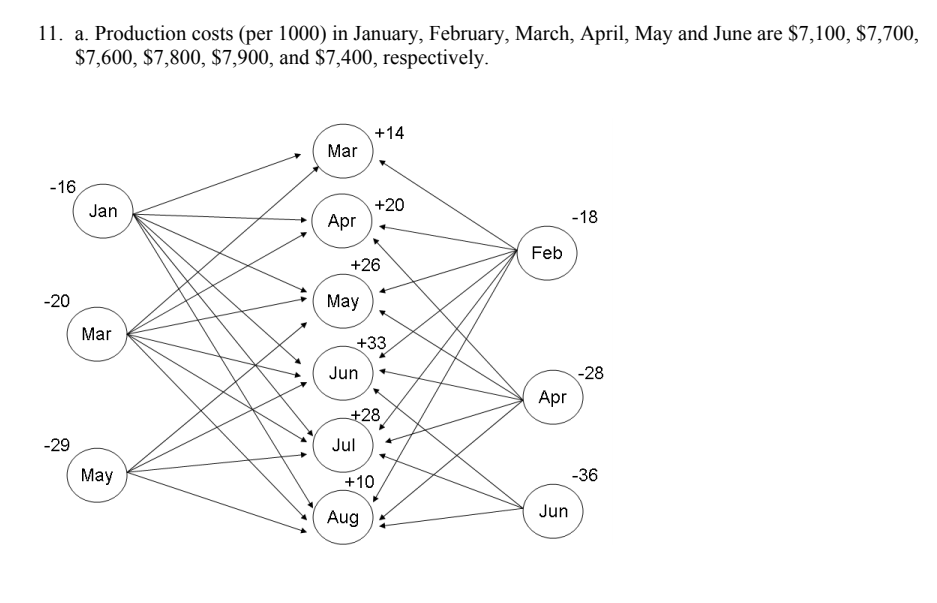 11. a. Production costs (per 1000) in January, February, March, April, May and June are $7,100, $7,700,
$7,600, $7,800, $7,900, and $7,400, respectively.
+14
Mar
-16
Jan
+20
Apr
-18
Feb
+26
May
-20
Mar
+33
Jun
-28
Apr
+28
Jul
-29
May
+10
Aug
-36
Jun